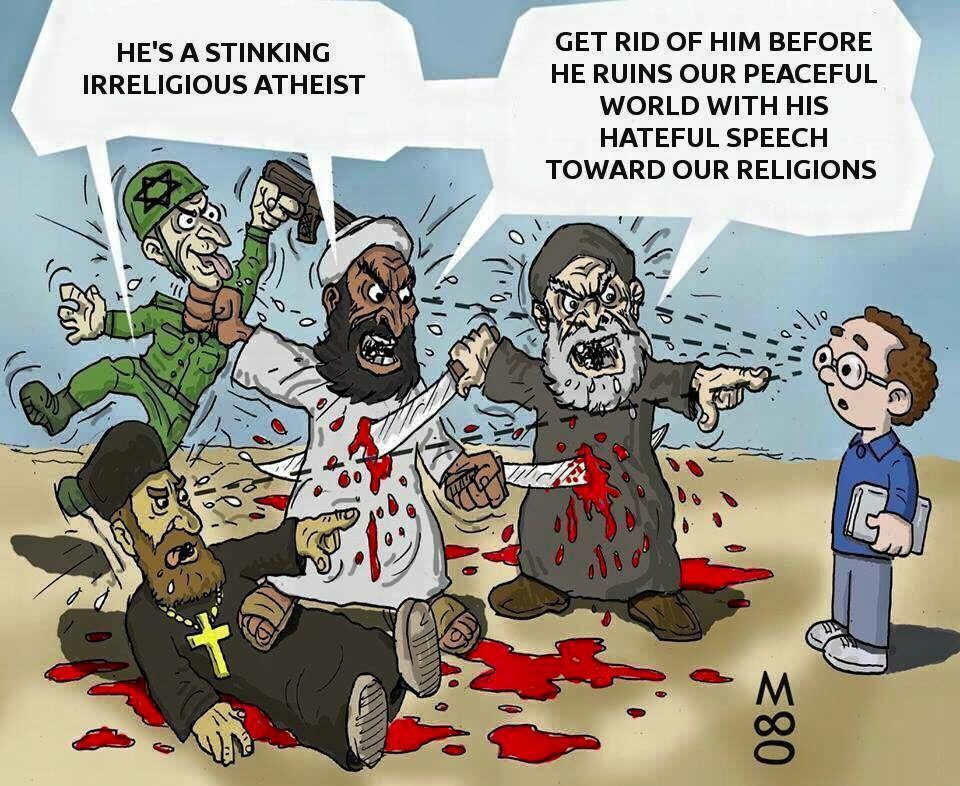 HE'S A STINKING
IRRELIGIOUS ATHEIST
GET RID OF HIM BEFORE
HE RUINS OUR PEACEFUL
WORLD WITH HIS
HATEFUL SPEECH
TOWARD OUR RELIGIONS
M80